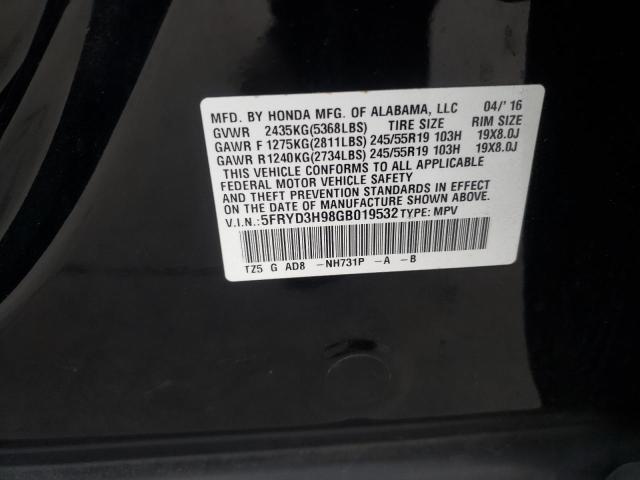 MFD. BY HONDA MFG. OF ALABAMA, LLC 04/'16
GVWR 2435KG(5368LBS) TIRE SIZE RIM SIZE
GAWR F 1275KG(2811LBS) 245/55R19 103H 19X8.0J
GAWR R1240KG(2734LBS) 245/55R19 103H 19X8.0J
THIS VEHICLE CONFORMS TO ALL APPLICABLE
FEDERAL MOTOR VEHICLE SAFETY
AND THEFT PREVENTION STANDARDS IN EFFECT
ON THE DATE OF MANUFACTURE SHOWN ABOVE.
V.I.N.:5FRYD3H98GB019532 TYPE: MPV
TZ5 G AD8 -NH731P -A -B